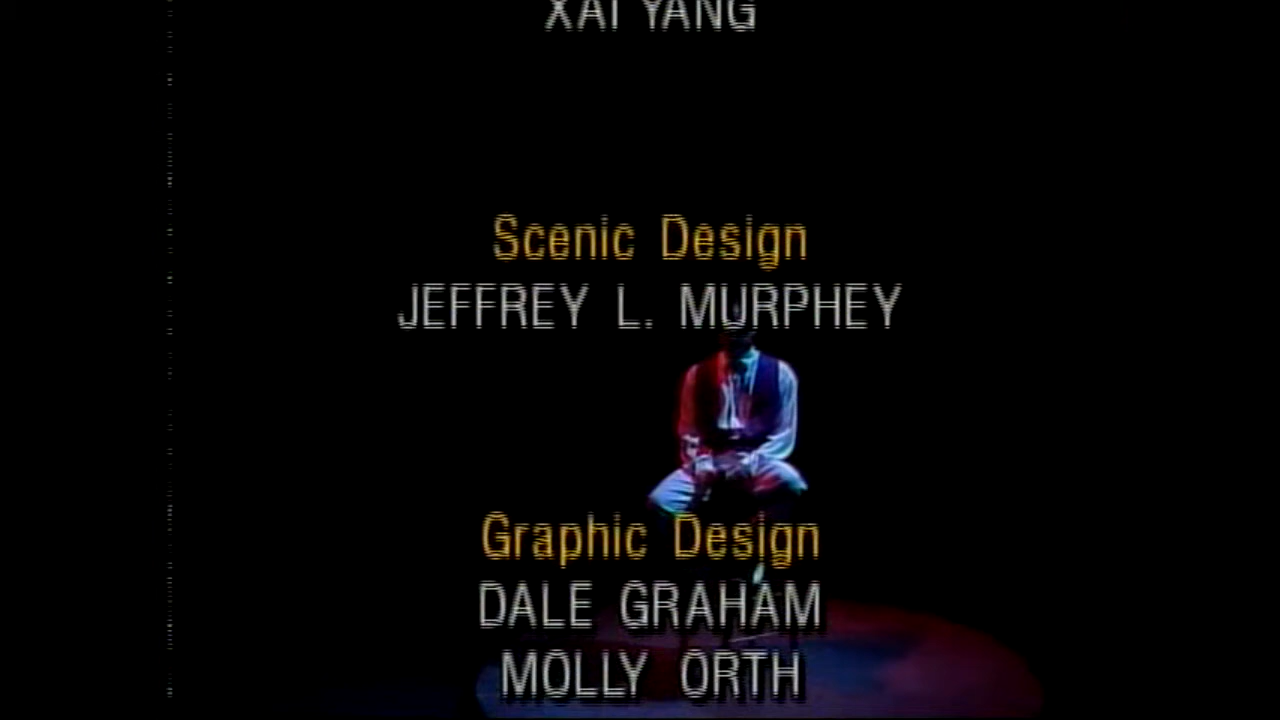 XAI YANG
Scenic Design
JEFFREY L. MURPHEY
Graphic Design
DALE GRAHAM
MOLLY ORTH